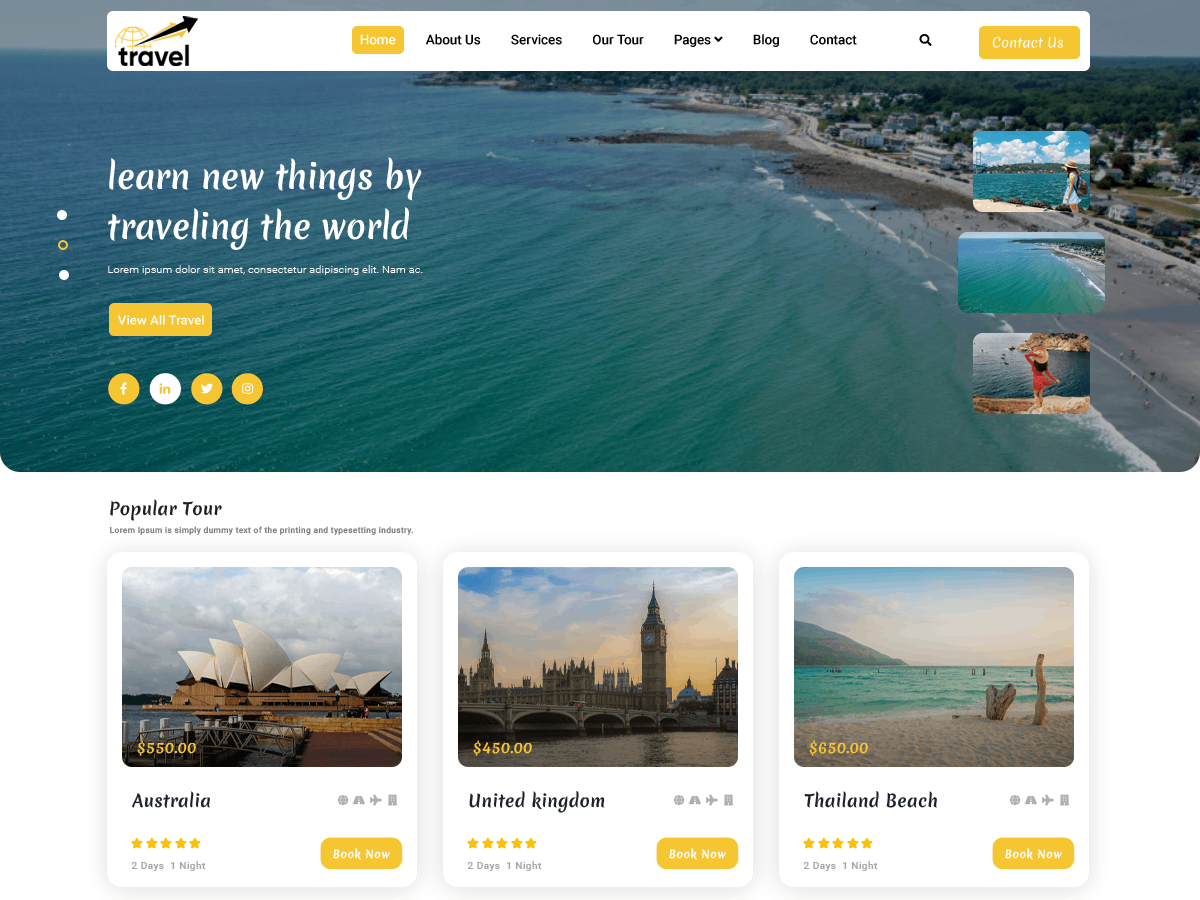 travel
Home
About Us
Services
Our Tour
Pages
Blog
Contact
Contact Us
learn new things by
traveling the world
Lorem ipsum dolor sit amet, consectetur adipiscing elit. Nam ac.
View All Travel
Popular Tour
Lorem Ipsum is simply dummy text of the printing and typesetting industry.
$550.00
$450.00
$650.00
Australia
United kingdom
Thailand Beach
Book Now
2 Days 1 Night
Book Now
2 Days 1 Night
Book Now
2 Days 1 Night